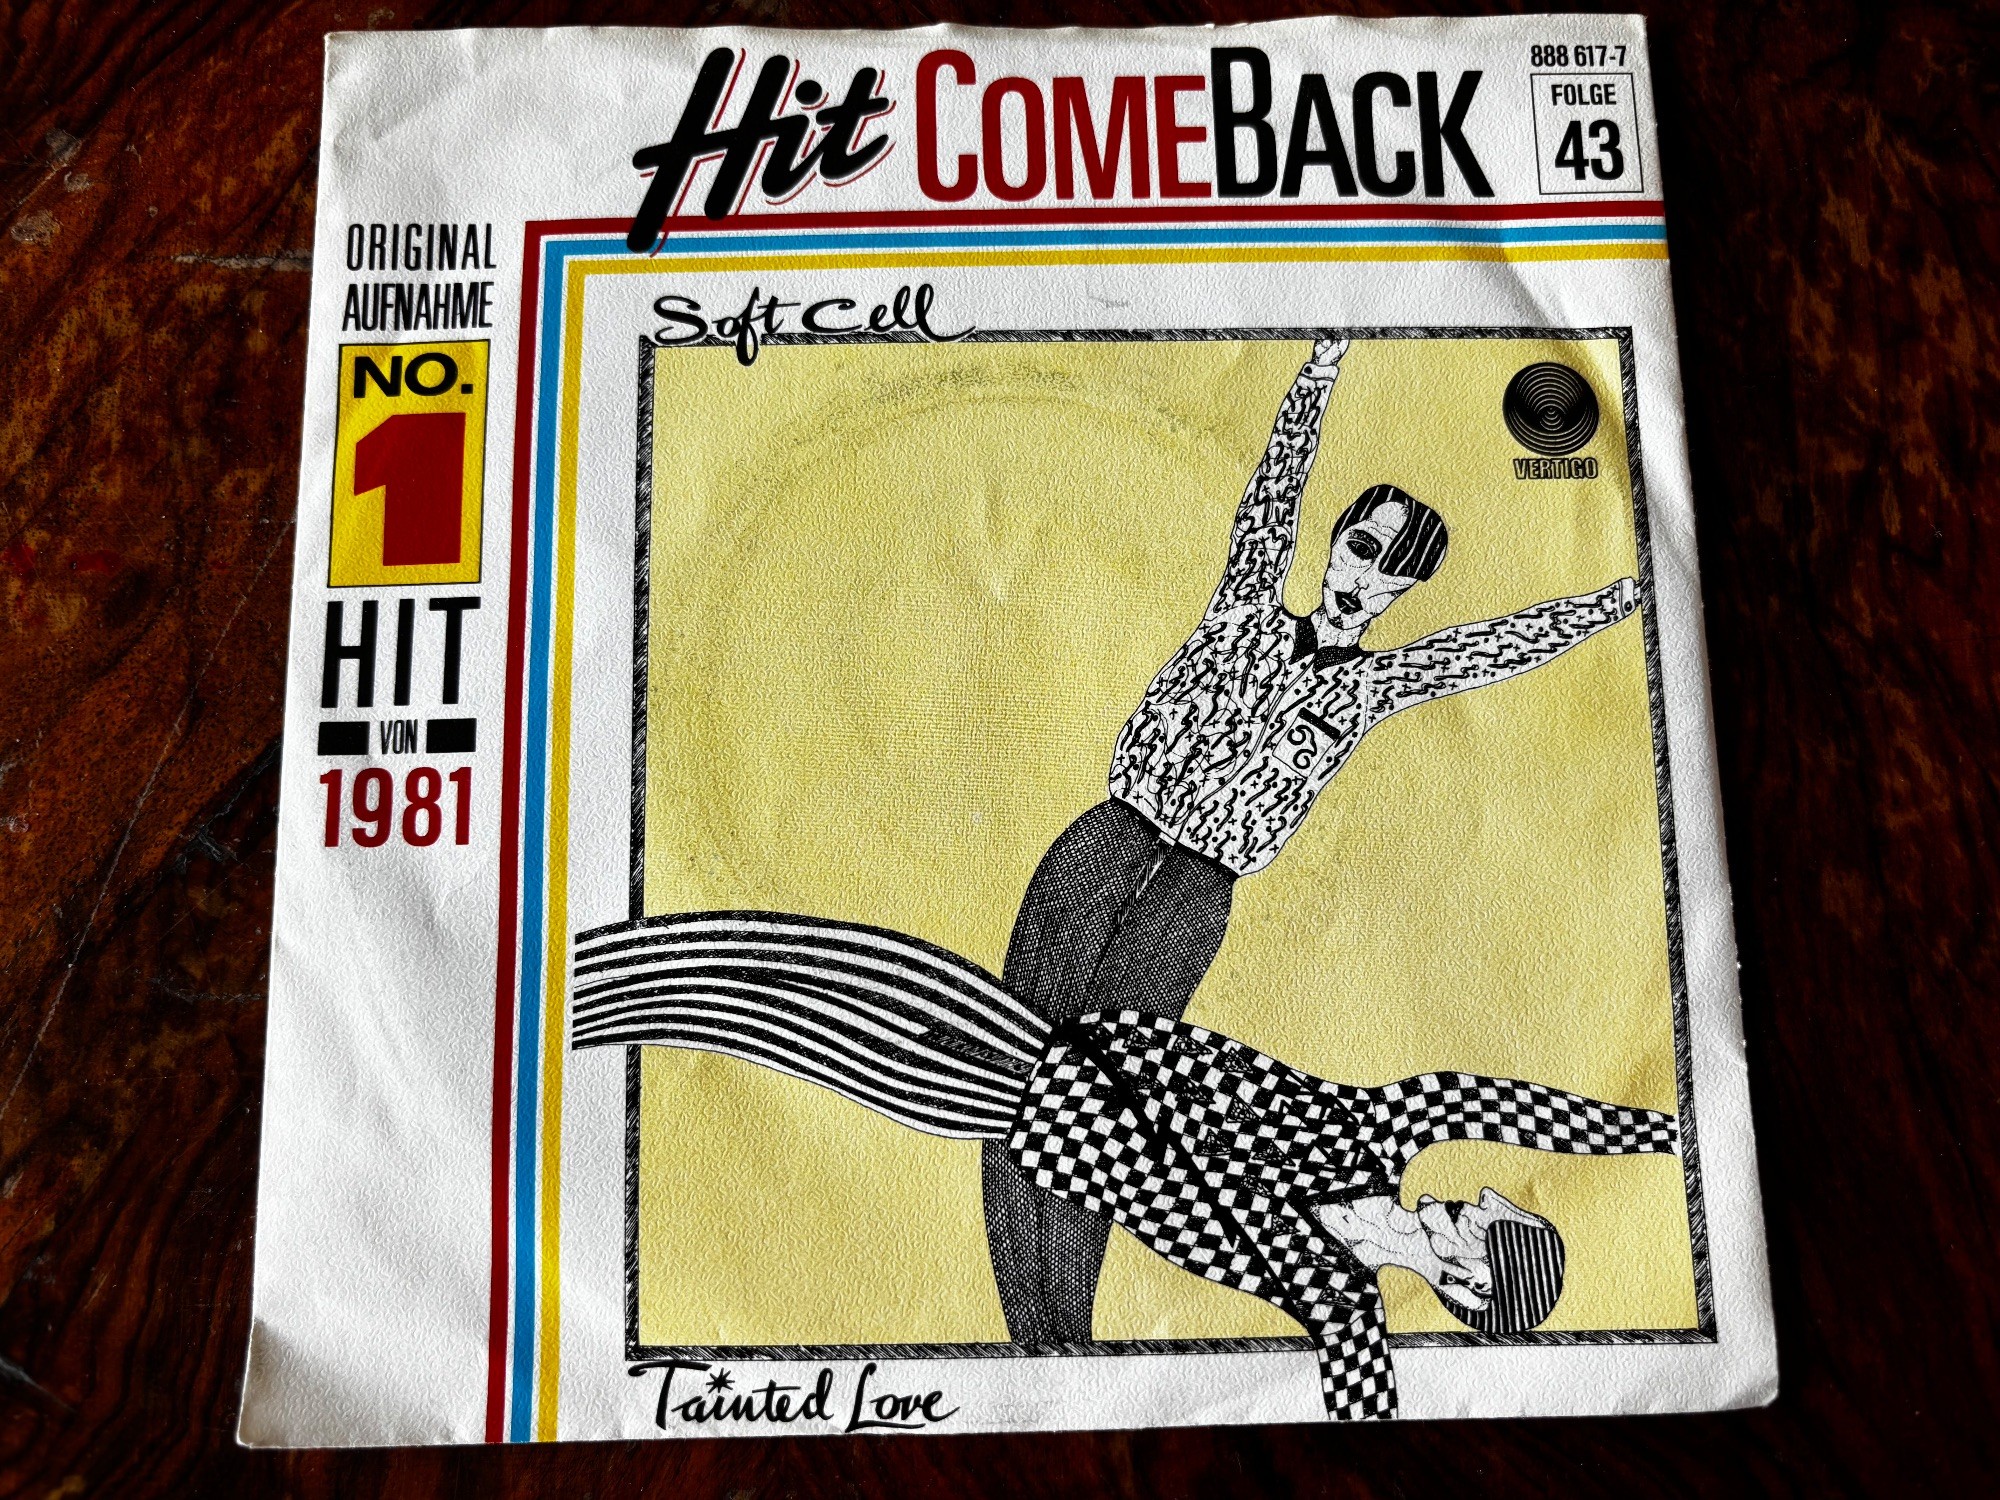 Hit COMEBACK
888 617-7
FOLGE
43
ORIGINAL
AUFNAHME
NO.
1
HIT
VON
1981
Soft Cell
VERTIGO
Tainted Love